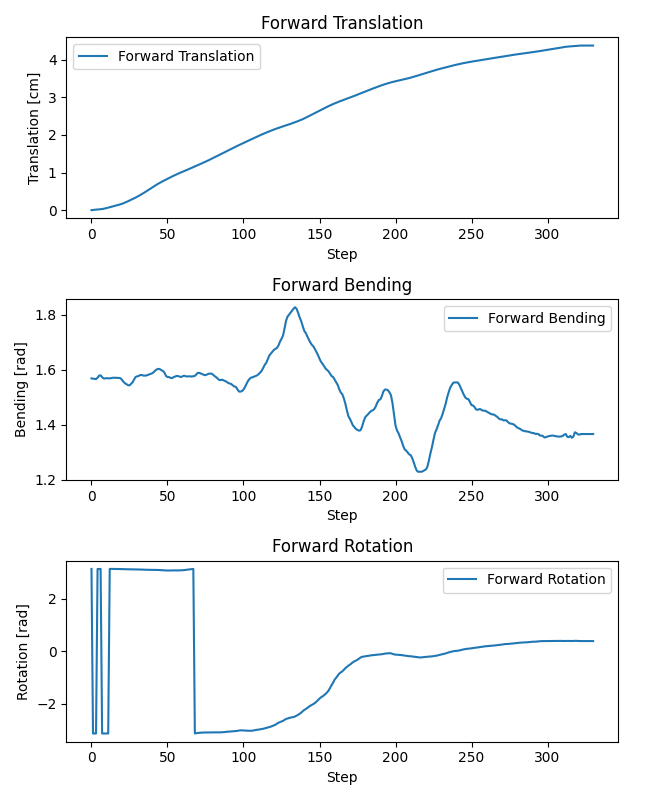 Forward Translation
Forward Translation
Translation [cm]
4
3
2
1
0
0 50 100 150 200 250 300
Step
Forward Bending
Forward Bending
Bending [rad]
1.8
1.6
1.4
1.2
0 50 100 150 200 250 300
Step
Forward Rotation
Forward Rotation
Rotation [rad]
2
0
−2
0 50 100 150 200 250 300
Step